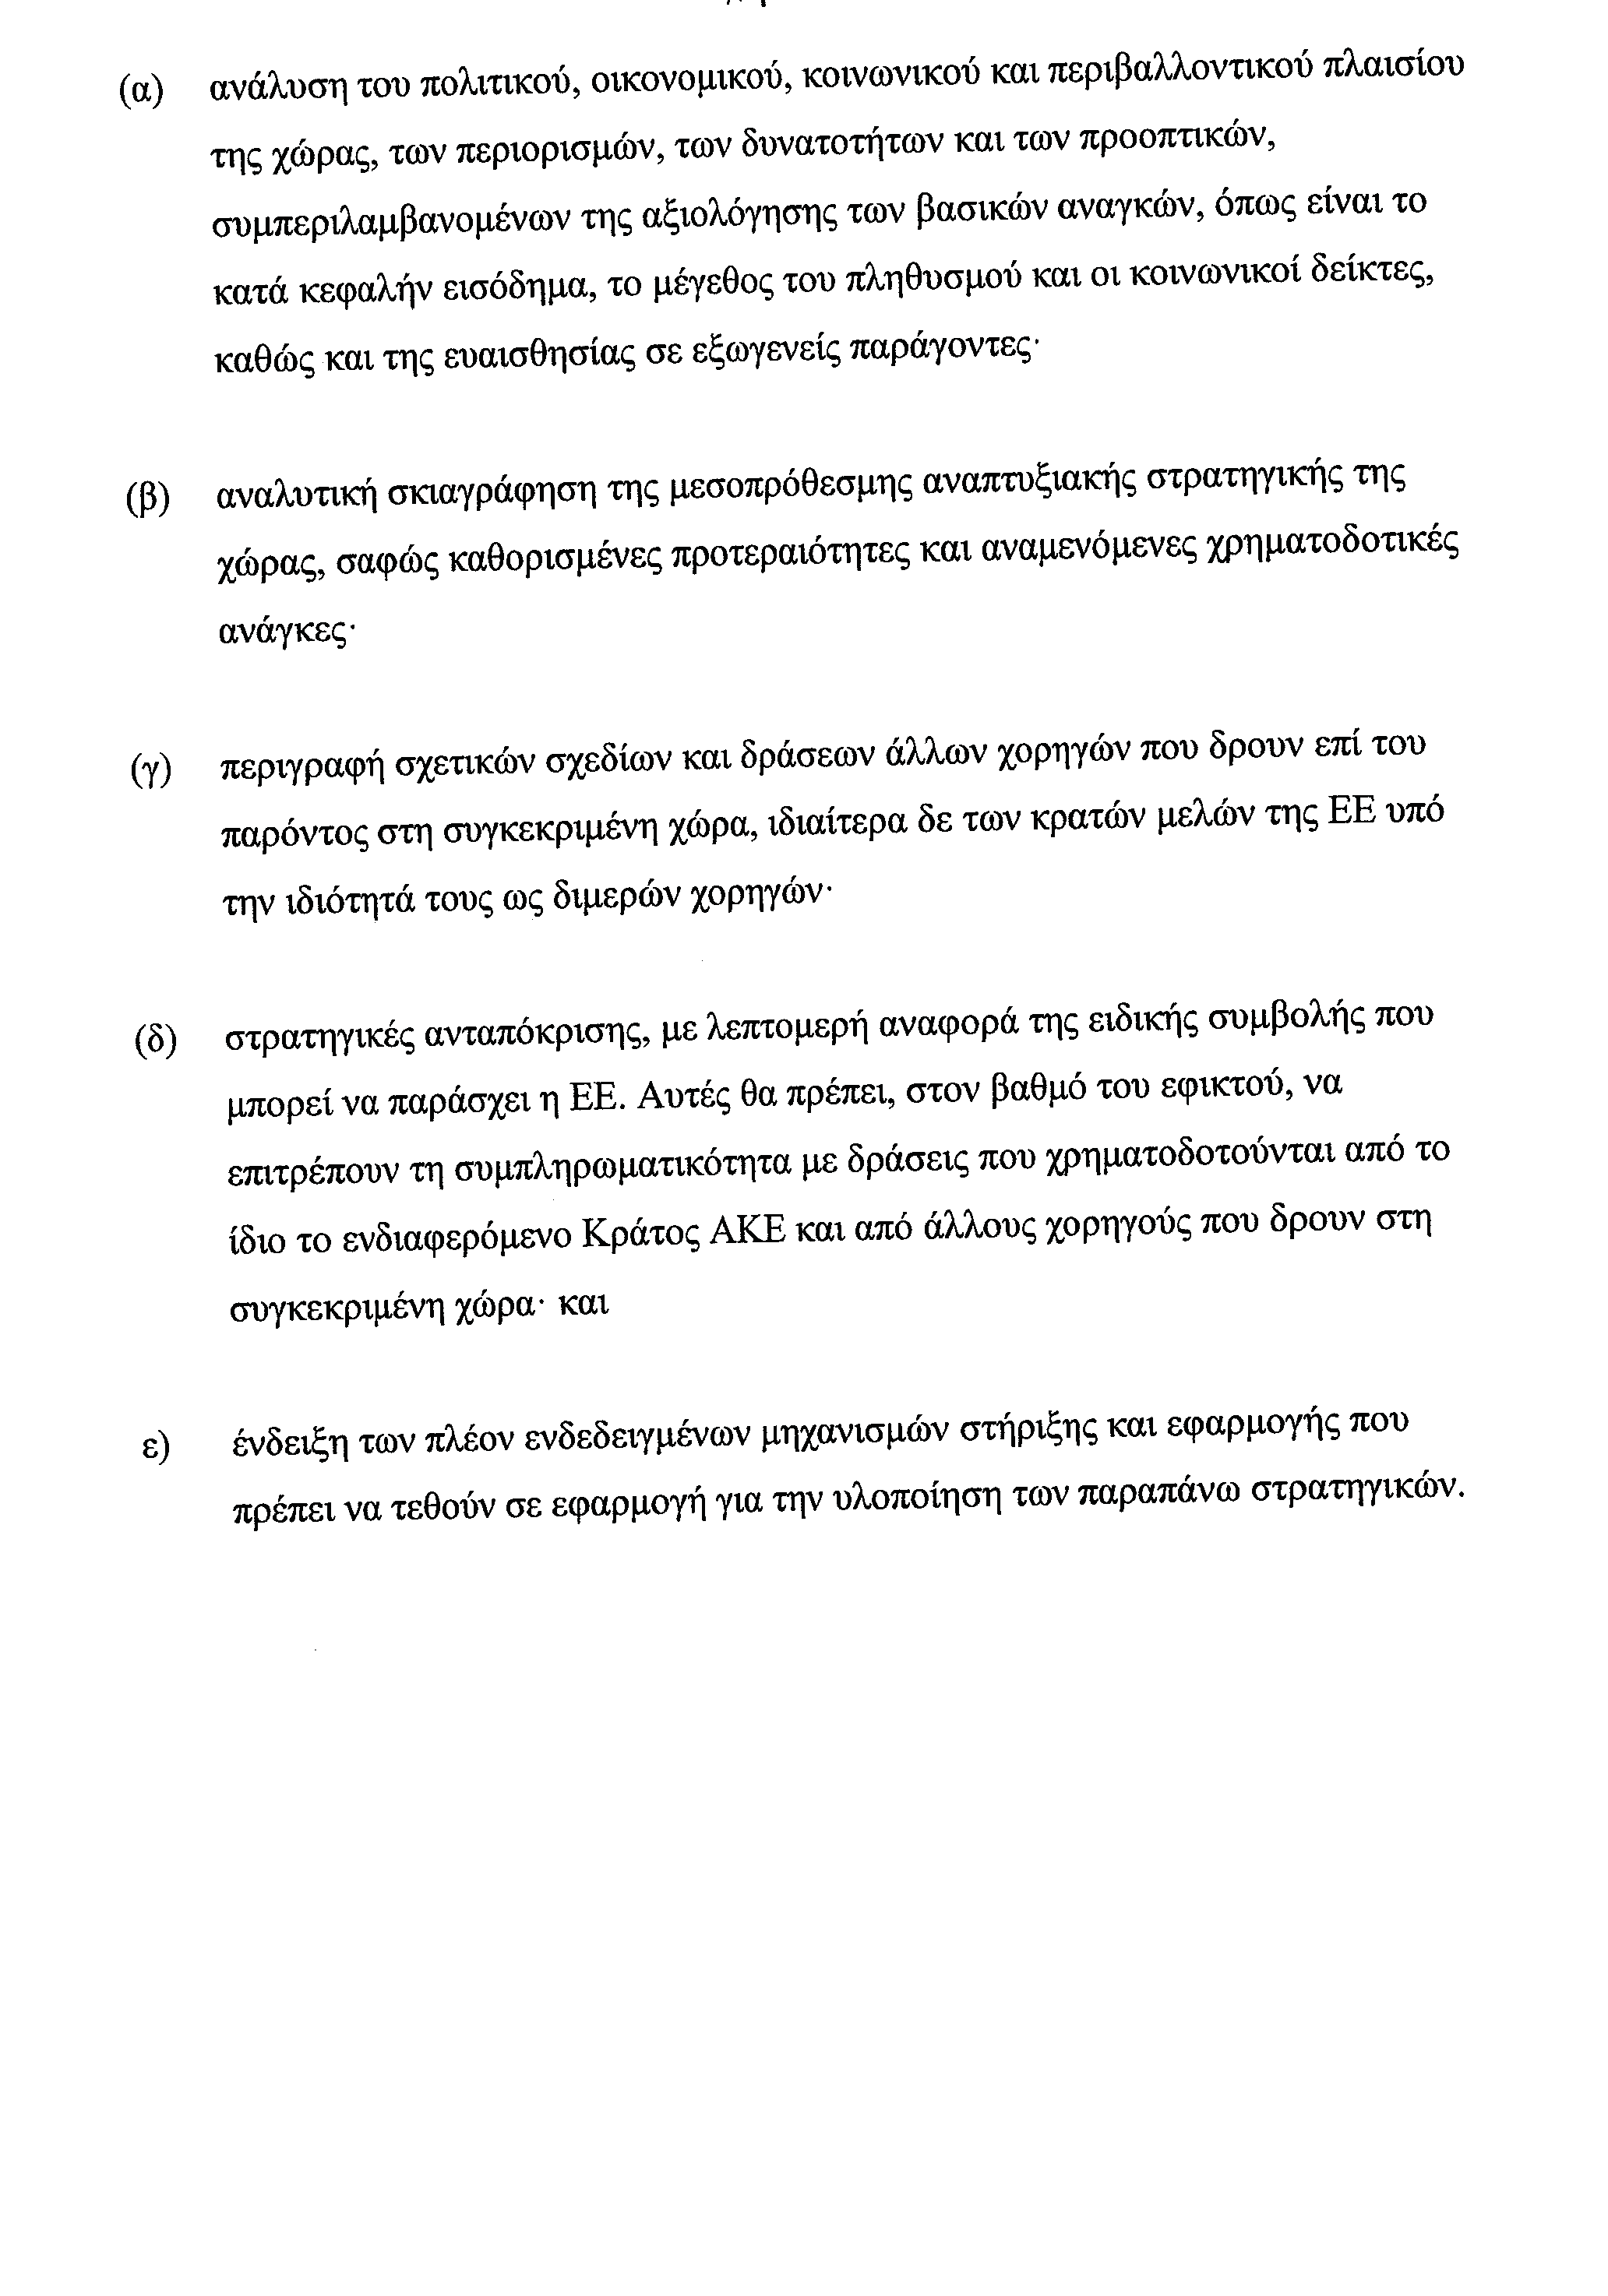 (α) ανάλυση του πολιτικού, οικονομικού, κοινωνικού και περιβαλλοντικού πλαισίου
της χώρας, των περιορισμών, των δυνατοτήτων και των προοπτικών,
συμπεριλαμβανομένων της αξιολόγησης των βασικών αναγκών, όπως είναι το
κατά κεφαλήν εισόδημα, το μέγεθος του πληθυσμού και οι κοινωνικοί δείκτες,
καθώς και της ευαισθησίας σε εξωγενείς παράγοντες·
(β) αναλυτική σκιαγράφηση της μεσοπρόθεσμης αναπτυξιακής στρατηγικής της
χώρας, σαφώς καθορισμένες προτεραιότητες και αναμενόμενες χρηματοδοτικές
ανάγκες·
(γ) περιγραφή σχετικών σχεδίων και δράσεων άλλων χορηγών που δρουν επί του
παρόντος στη συγκεκριμένη χώρα, ιδιαίτερα δε των κρατών μελών της ΕΕ υπό
την ιδιότητά τους ως διμερών χορηγών·
(δ) στρατηγικές ανταπόκρισης, με λεπτομερή αναφορά της ειδικής συμβολής που
μπορεί να παράσχει η ΕΕ. Αυτές θα πρέπει, στον βαθμό του εφικτού, να
επιτρέπουν τη συμπληρωματικότητα με δράσεις που χρηματοδοτούνται από το
ίδιο το ενδιαφερόμενο Κράτος ΑΚΕ και από άλλους χορηγούς που δρουν στη
συγκεκριμένη χώρα· και
ε) ένδειξη των πλέον ενδεδειγμένων μηχανισμών στήριξης και εφαρμογής που
πρέπει να τεθούν σε εφαρμογή για την υλοποίηση των παραπάνω στρατηγικών.